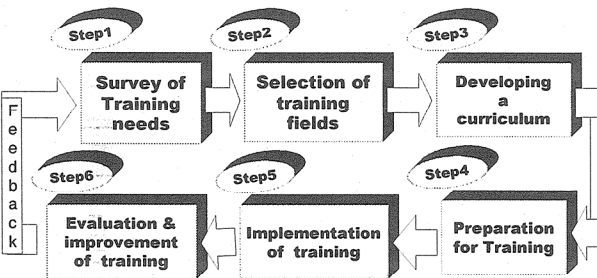 Step1
Survey of
Training
needs
Step2
Selection of
training
fields
Step3
Developing
a
curriculum
Step4
Preparation
for Training
Step5
Implementation
of training
Step6
Evaluation &
improvement
of training
Feedback